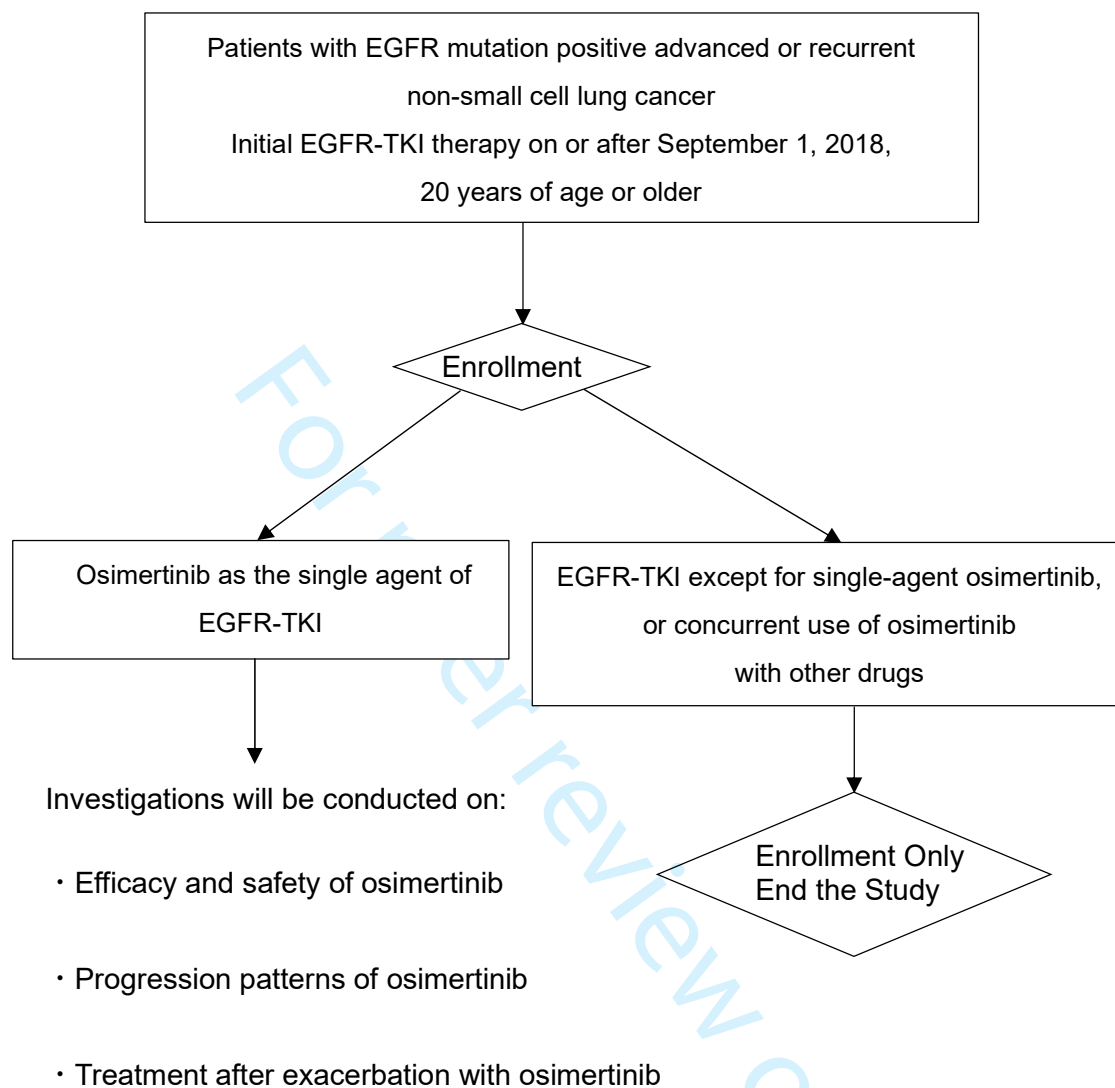 Patients with EGFR mutation positive advanced or recurrent
non-small cell lung cancer
Initial EGFR-TKI therapy on or after September 1, 2018,
20 years of age or older
Enrollment
Osimertinib as the single agent of
EGFR-TKI
EGFR-TKI except for single-agent osimertinib,
or concurrent use of osimertinib
with other drugs
Investigations will be conducted on:
・Efficacy and safety of osimertinib
・Progression patterns of osimertinib
・Treatment after exacerbation with osimertinib
Enrollment Only
End the Study
For
review